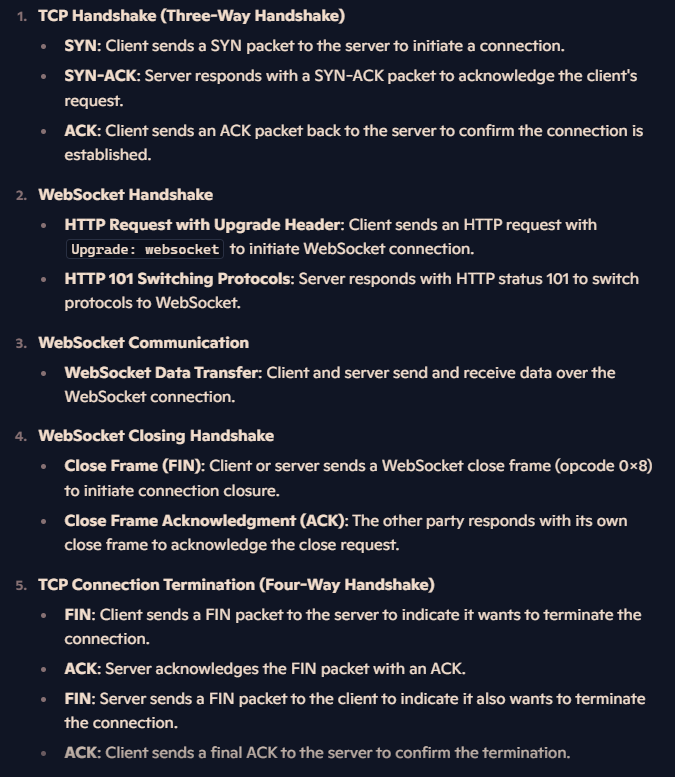 1. TCP Handshake (Three-Way Handshake)
• SYN: Client sends a SYN packet to the server to initiate a connection.
• SYN-ACK: Server responds with a SYN-ACK packet to acknowledge the client's
request.
• ACK: Client sends an ACK packet back to the server to confirm the connection is
established.
2. WebSocket Handshake
• HTTP Request with Upgrade Header: Client sends an HTTP request with
Upgrade: websocket to initiate WebSocket connection.
• HTTP 101 Switching Protocols: Server responds with HTTP status 101 to switch
protocols to WebSocket.
3. WebSocket Communication
• WebSocket Data Transfer: Client and server send and receive data over the
WebSocket connection.
4. WebSocket Closing Handshake
• Close Frame (FIN): Client or server sends a WebSocket close frame (opcode 0×8)
to initiate connection closure.
• Close Frame Acknowledgment (ACK): The other party responds with its own
close frame to acknowledge the close request.
5. TCP Connection Termination (Four-Way Handshake)
• FIN: Client sends a FIN packet to the server to indicate it wants to terminate the
connection.
• ACK: Server acknowledges the FIN packet with an ACK.
• FIN: Server sends a FIN packet to the client to indicate it also wants to terminate
the connection.
• ACK: Client sends a final ACK to the server to confirm the termination.